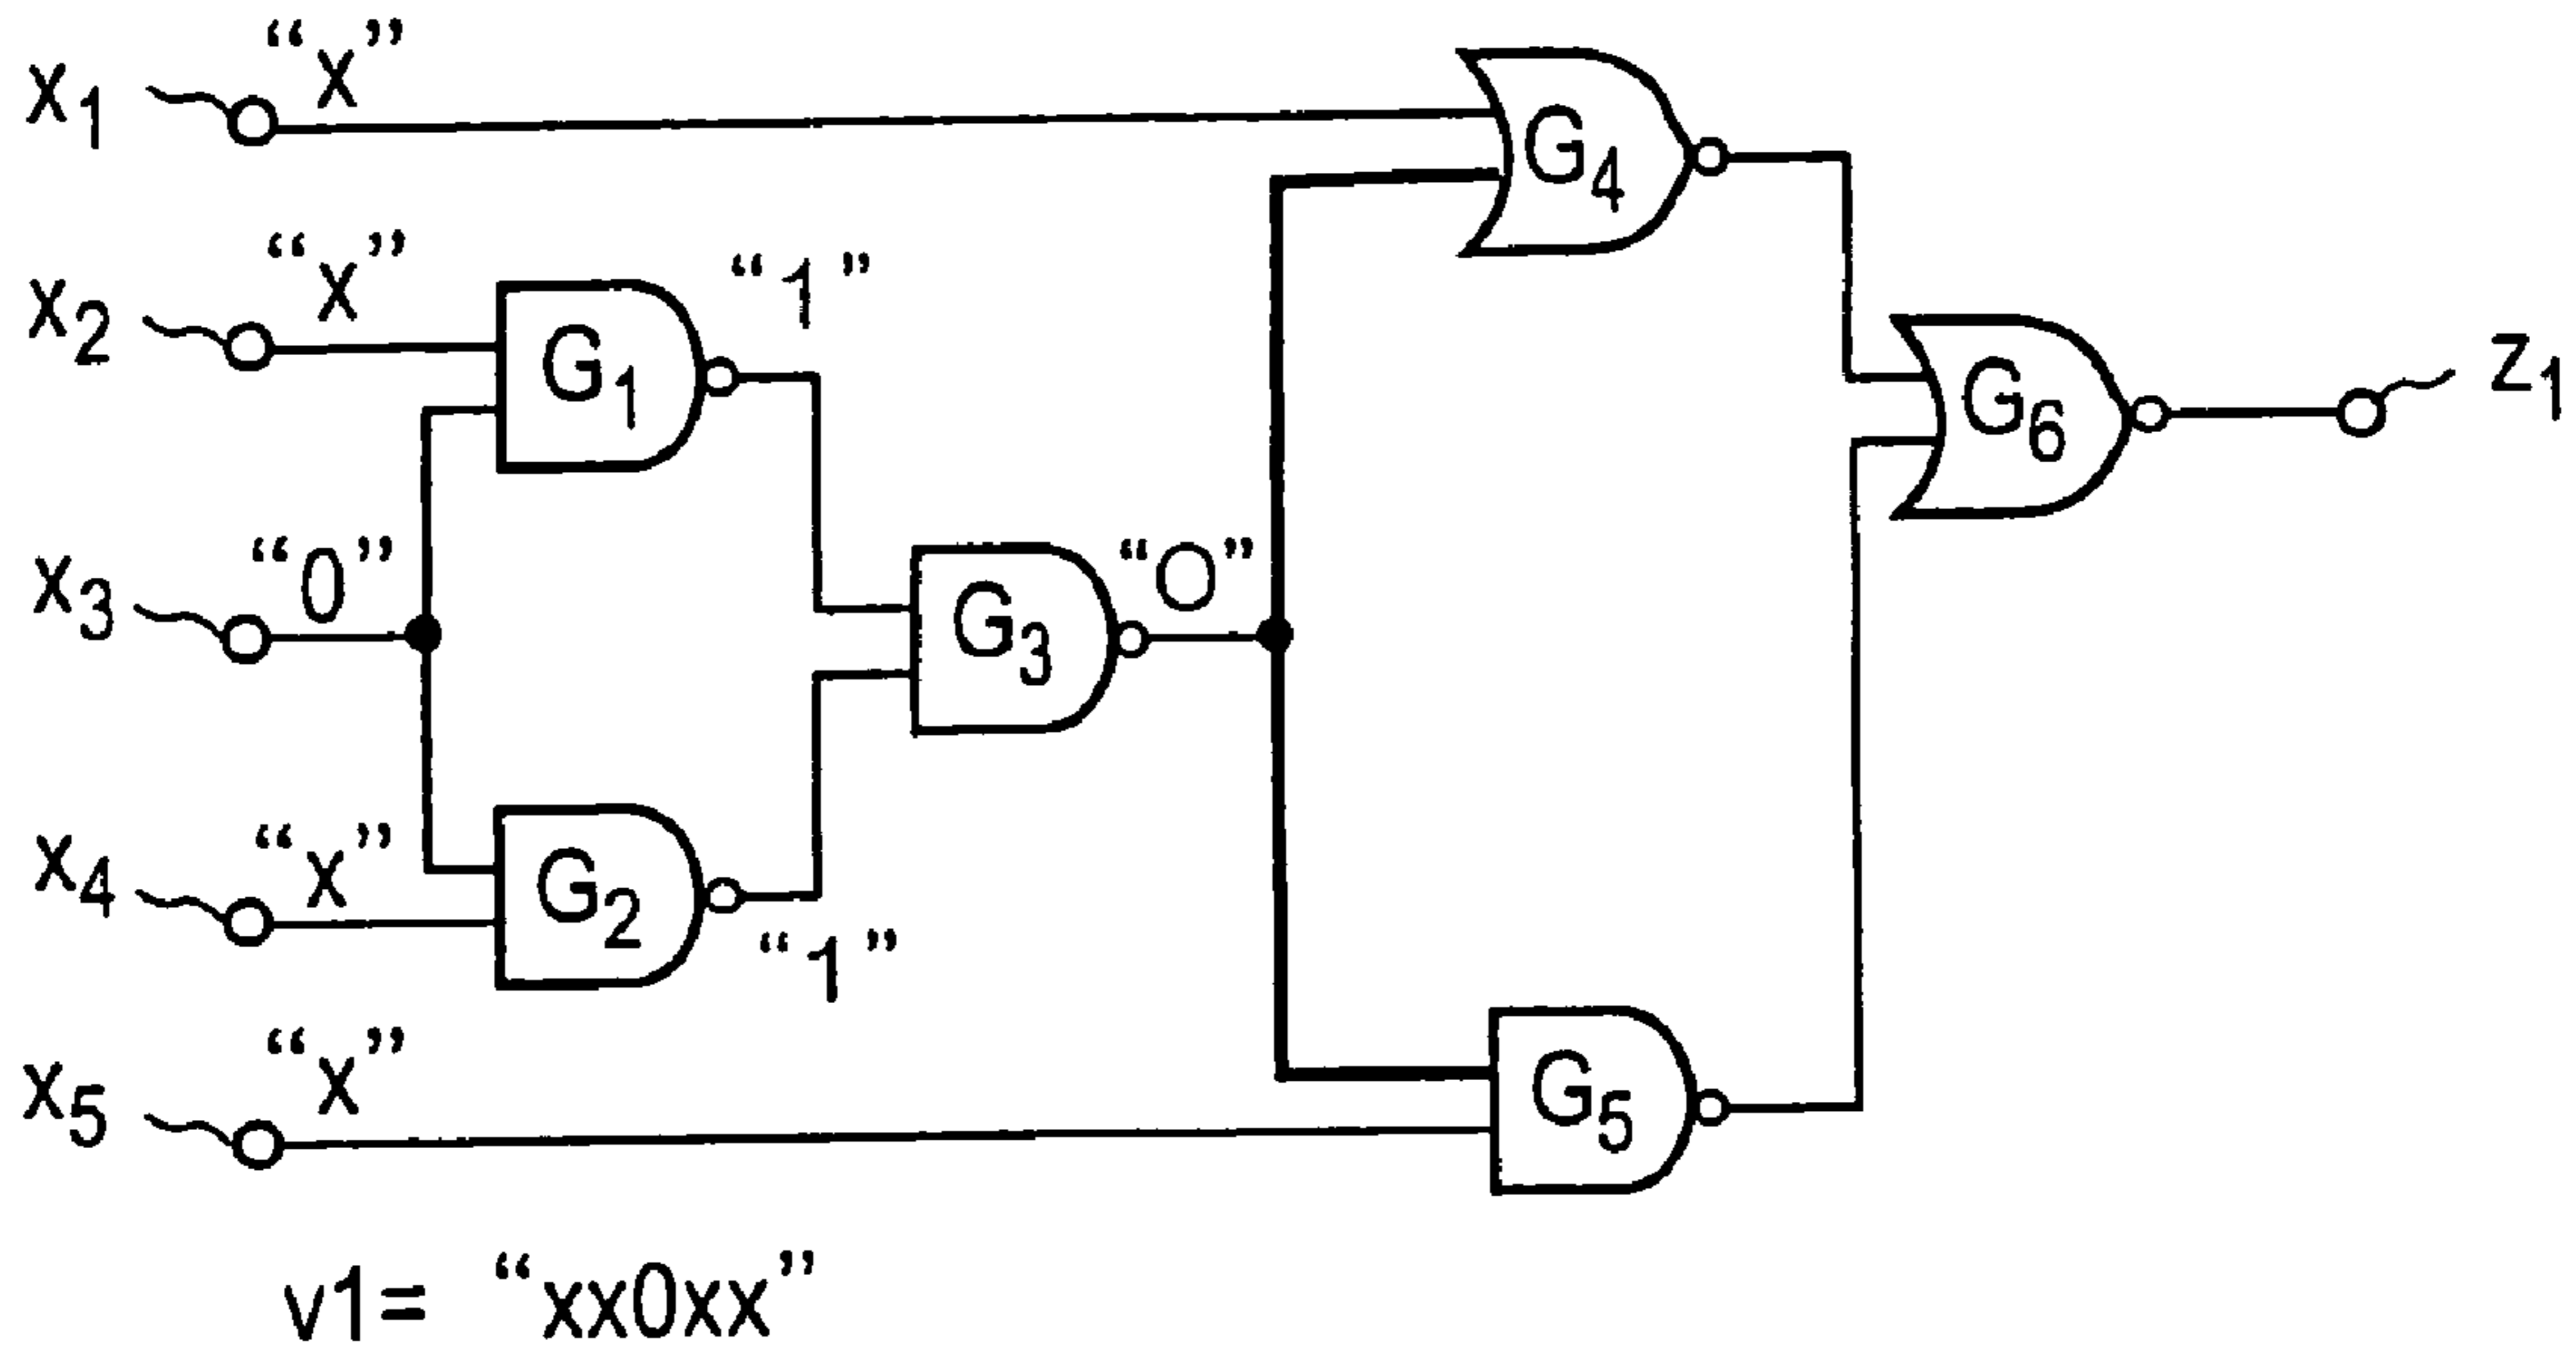 x₁ “x”
G₄
x₂ “x”
G₁ “1”
G₆ z₁
x₃ “0”
G₃ “0”
x₄ “x”
G₂ “1”
x₅ “x”
G₅
v1= “xx0xx”